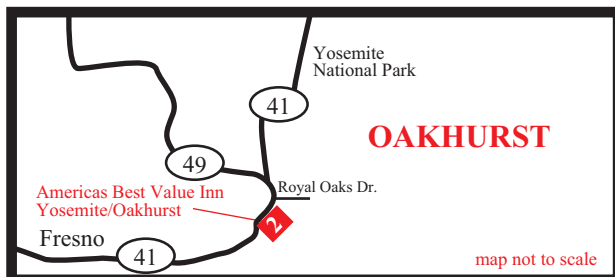 Yosemite
National Park
41
OAKHURST
49
Royal Oaks Dr.
Americas Best Value Inn
Yosemite/Oakhurst
2
Fresno
41
map not to scale